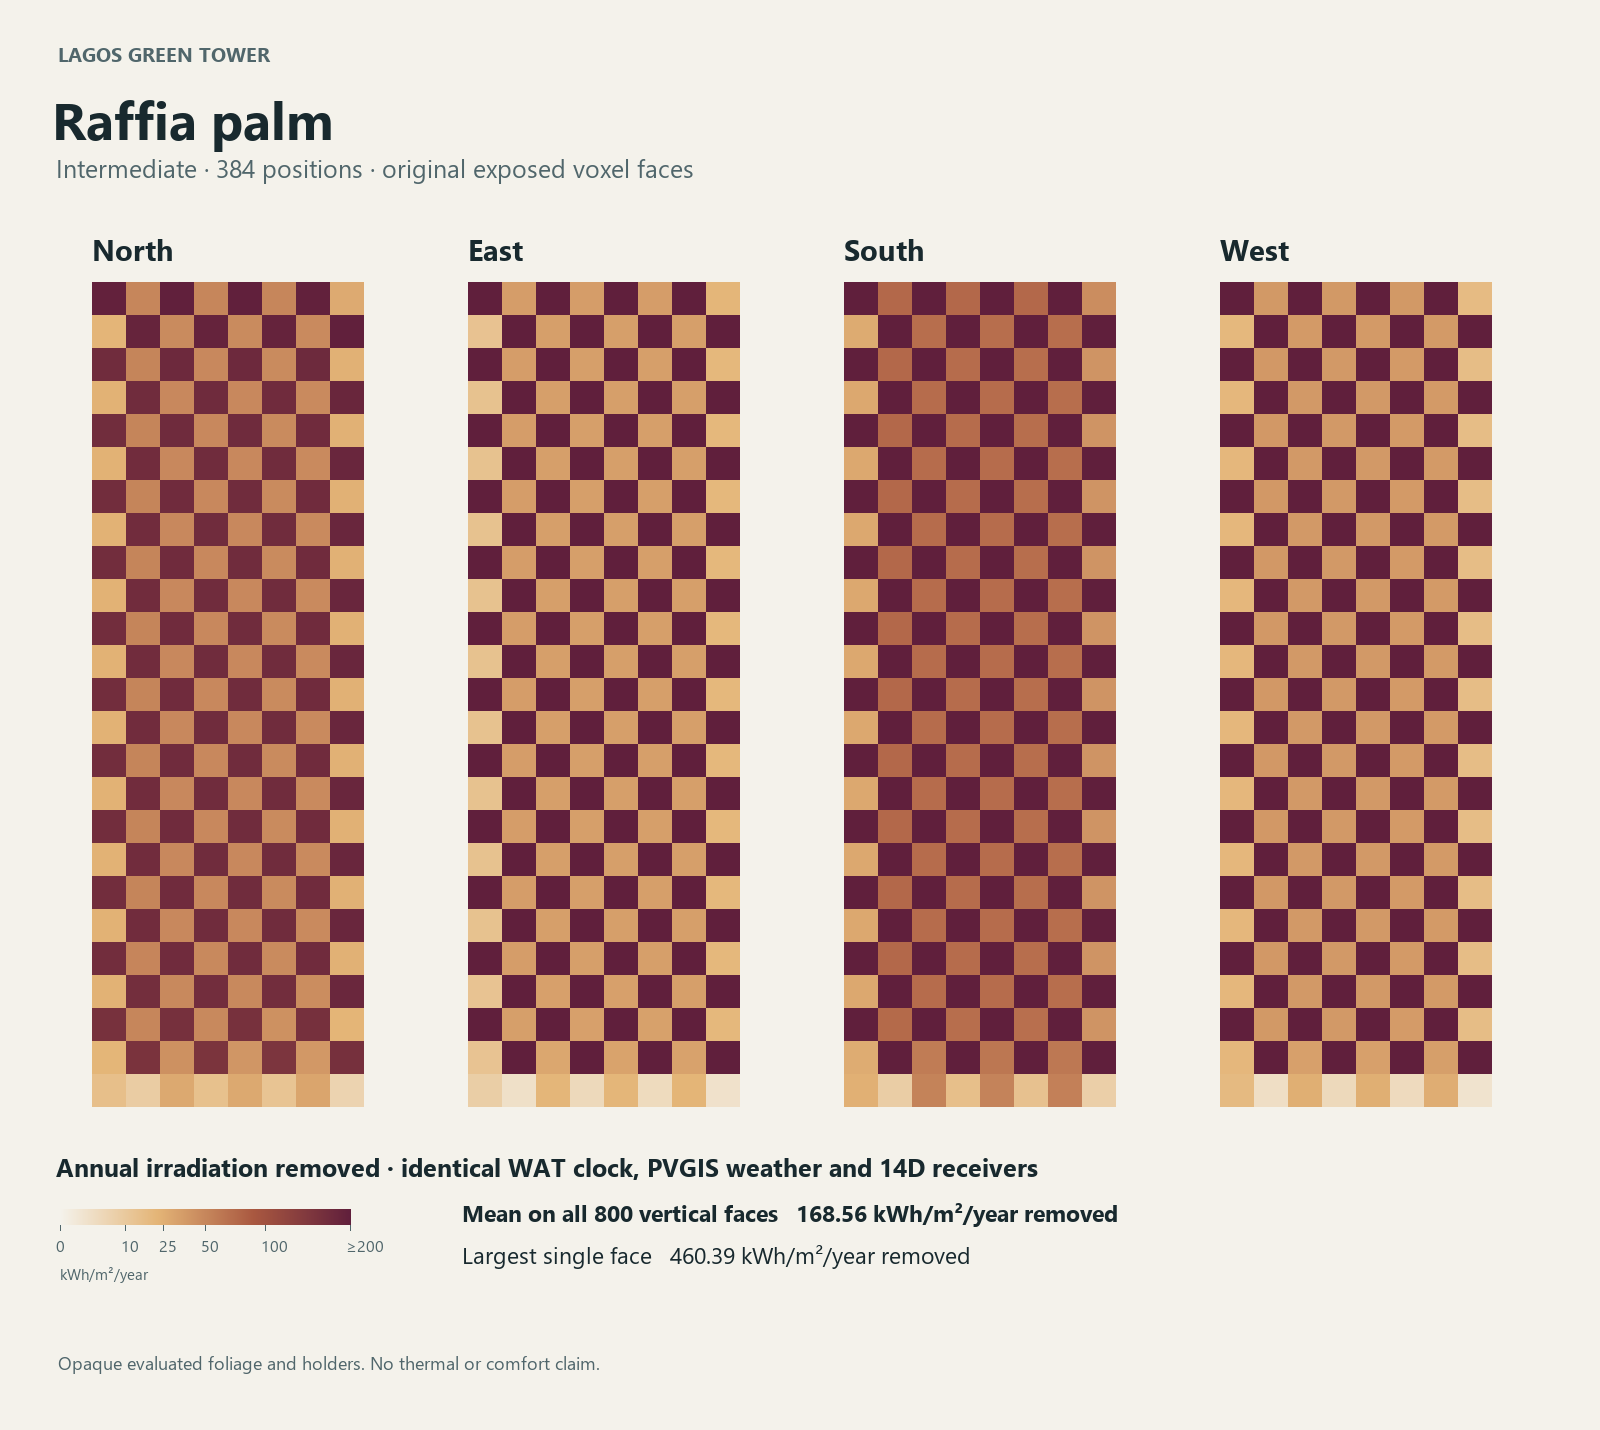 LAGOS GREEN TOWER
Raffia palm
Intermediate · 384 positions · original exposed voxel faces
North East South West
Annual irradiation removed · identical WAT clock, PVGIS weather and 14D receivers
Mean on all 800 vertical faces 168.56 kWh/m²/year removed
0 10 25 50 100 ≥200
Largest single face 460.39 kWh/m²/year removed
kWh/m²/year
Opaque evaluated foliage and holders. No thermal or comfort claim.